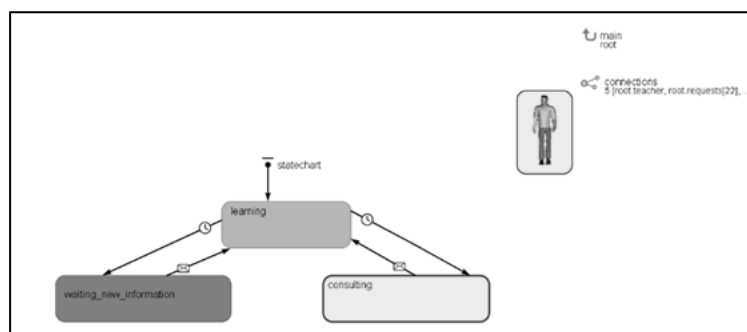 main
root
connections
5 [root.teacher, root.requests[22], ...
statechart
learning
waiting_new_information
consulting